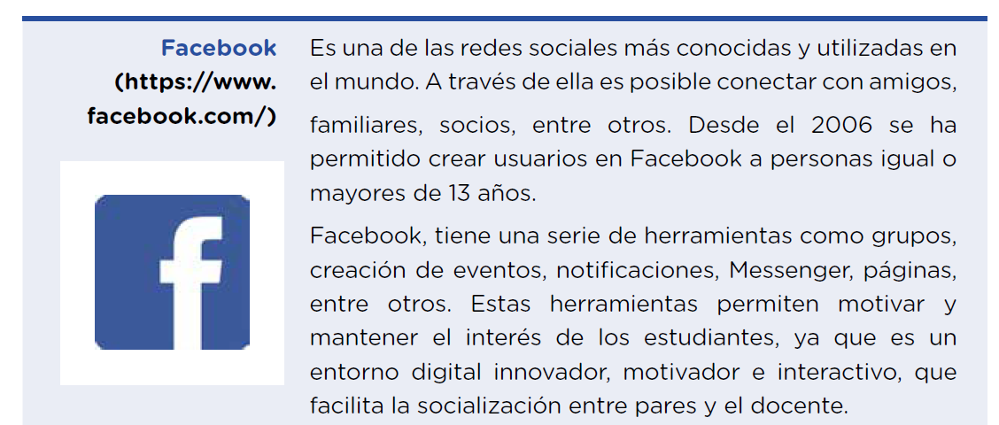 Facebook
(https://www.
facebook.com/)
f
Es una de las redes sociales más conocidas y utilizadas en
el mundo. A través de ella es posible conectar con amigos,
familiares, socios, entre otros. Desde el 2006 se ha
permitido crear usuarios en Facebook a personas igual o
mayores de 13 años.
Facebook, tiene una serie de herramientas como grupos,
creación de eventos, notificaciones, Messenger, páginas,
entre otros. Estas herramientas permiten motivar y
mantener el interés de los estudiantes, ya que es un
entorno digital innovador, motivador e interactivo, que
facilita la socialización entre pares y el docente.